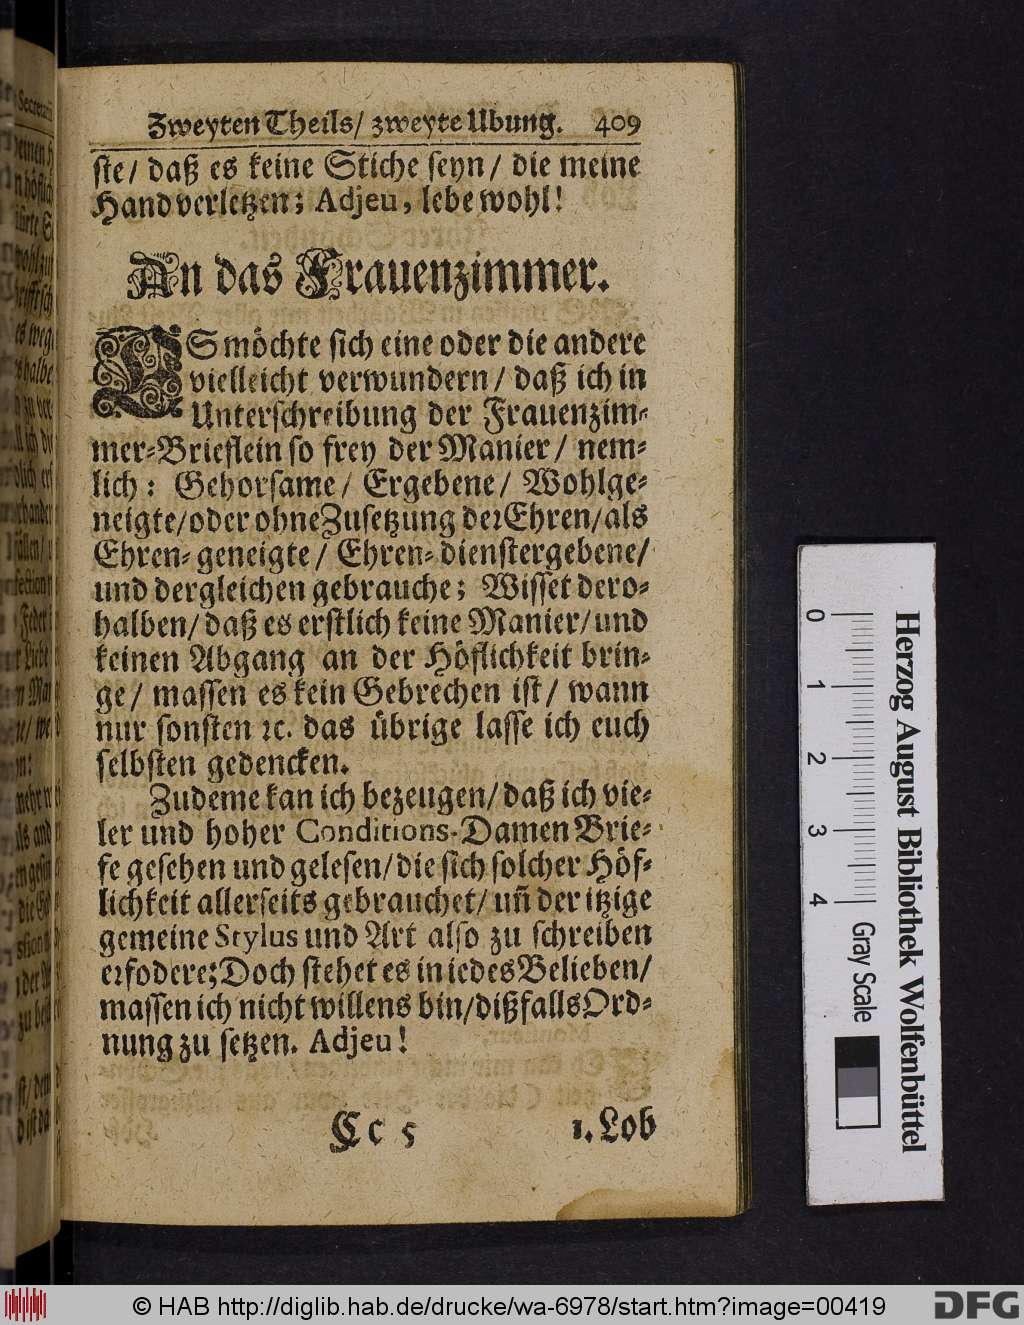 Zweyten Theils/ zweyte Ubung. 409
ste/ daß es keine Stiche seyn/ die meine
Hand verletzen; Adjeu, lebe wohl!
An das Frauenzimmer.
ES möchte sich eine oder die andere
vielleicht verwundern/ daß ich in
Unterschreibung der Frauenzim-
mer-Brieflein so frey der Manier/ nem-
lich: Gehorsame/ Ergebene/ Wohlge-
neigte/oder ohne Zusetzung der Ehren/als
Ehren-geneigte/ Ehren-dienstergebene/
und dergleichen gebrauche; Wisset dero-
halben/ daß es erstlich keine Manier/und
keinen Abgang an der Höflichkeit brin-
ge/ massen es kein Gebrechen ist/ wann
nur sonsten ꝛc. das übrige lasse ich euch
selbsten gedencken.
Zudeme kan ich bezeugen/ daß ich vie-
ler und hoher Conditions-Damen Brie-
fe gesehen und gelesen/die sich solcher Höf-
lichkeit allerseits gebrauchet/ uñ der itzige
gemeine Stylus und Art also zu schreiben
erfodere; Doch stehet es in iedes Belieben/
massen ich nicht willens bin/dißfalls Ord-
nung zu setzen. Adjeu!
Cc 5 1. Lob
0 1 2 3 4
Gray Scale
Herzog August Bibliothek Wolfenbüttel
© HAB http://diglib.hab.de/drucke/wa-6978/start.htm?image=00419
DFG